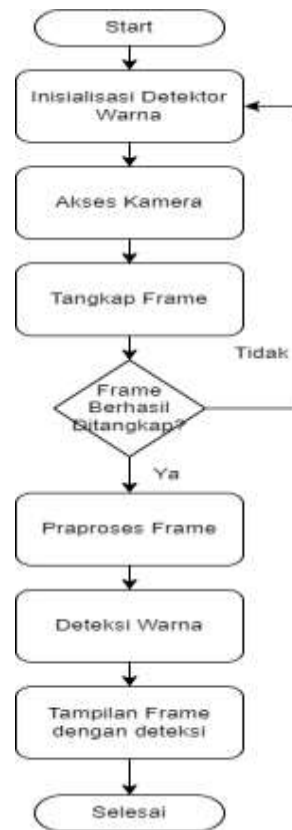 Start
Inisialisasi Detektor
Warna
Akses Kamera
Tangkap Frame
Tidak
Frame
Berhasil
Ditangkap?
Ya
Praproses Frame
Deteksi Warna
Tampilan Frame
dengan deteksi
Selesai